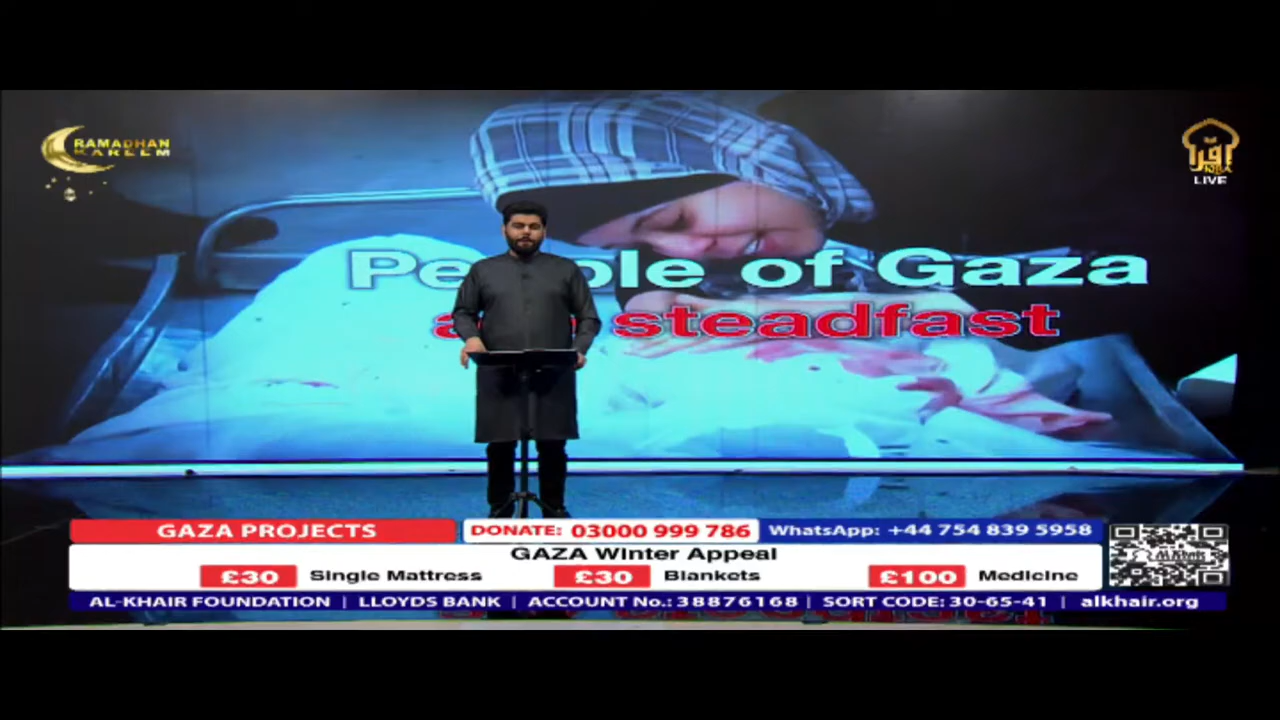 RAMADHAN
KAREEM
اقرأ
IQRA
LIVE
People of Gaza
steadfast
GAZA PROJECTS
DONATE: 03000 999 786
WhatsApp: +44 754 839 5958
GAZA Winter Appeal
£30 Single Mattress
£30 Blankets
£100 Medicine
AL-KHAIR FOUNDATION | LLOYDS BANK | ACCOUNT No.: 38876168 | SORT CODE: 30-65-41 | alkhair.org